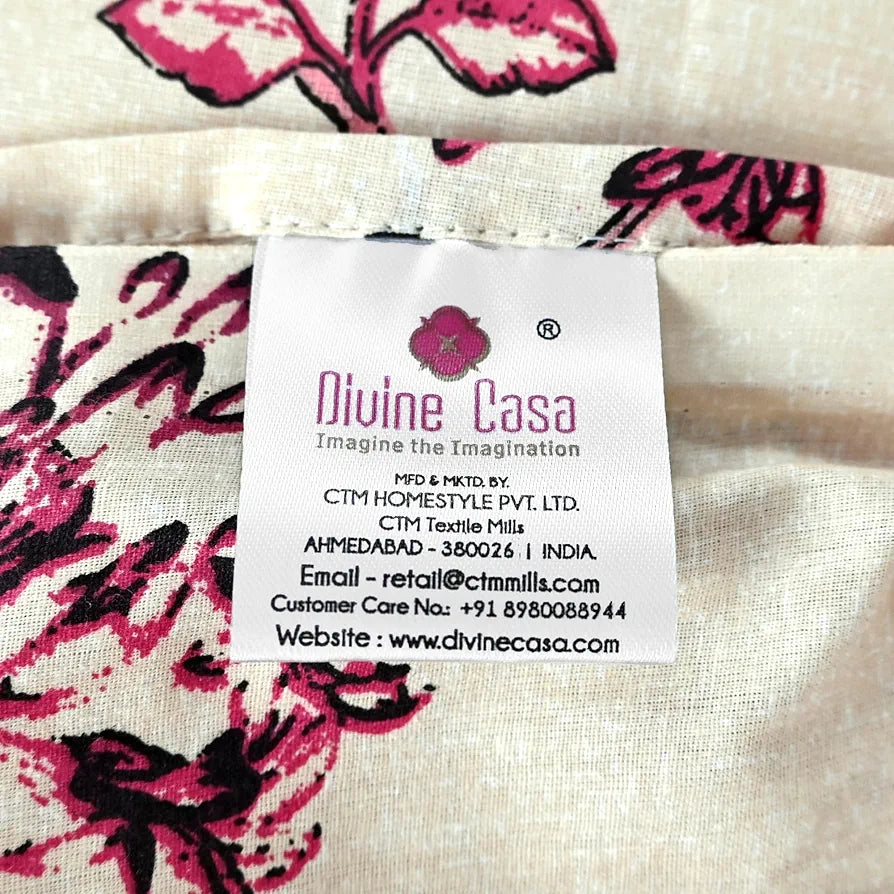 ®
Divine Casa
Imagine the Imagination
MFD & MKTD. BY.
CTM HOMESTYLE PVT. LTD.
CTM Textile Mills
AHMEDABAD - 380026 | INDIA.
Email - retail@ctmmills.com
Customer Care No.: +91 8980088944
Website : www.divinecasa.com